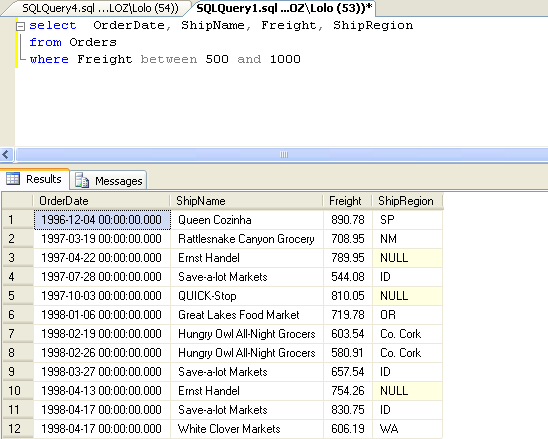 SQLQuery4.sql ...LOZ\Lolo (54)) SQLQuery1.sql ...OZ\Lolo (53))*
select OrderDate, ShipName, Freight, ShipRegion
from Orders
where Freight between 500 and 1000
Results Messages
OrderDate ShipName Freight ShipRegion
1 1996-12-04 00:00:00.000 Queen Cozinha 890.78 SP
2 1997-03-19 00:00:00.000 Rattlesnake Canyon Grocery 708.95 NM
3 1997-04-22 00:00:00.000 Ernst Handel 789.95 NULL
4 1997-07-28 00:00:00.000 Save-a-lot Markets 544.08 ID
5 1997-10-03 00:00:00.000 QUICK-Stop 810.05 NULL
6 1998-01-06 00:00:00.000 Great Lakes Food Market 719.78 OR
7 1998-02-19 00:00:00.000 Hungry Owl All-Night Grocers 603.54 Co. Cork
8 1998-02-26 00:00:00.000 Hungry Owl All-Night Grocers 580.91 Co. Cork
9 1998-03-27 00:00:00.000 Save-a-lot Markets 657.54 ID
10 1998-04-13 00:00:00.000 Ernst Handel 754.26 NULL
11 1998-04-17 00:00:00.000 Save-a-lot Markets 830.75 ID
12 1998-04-17 00:00:00.000 White Clover Markets 606.19 WA